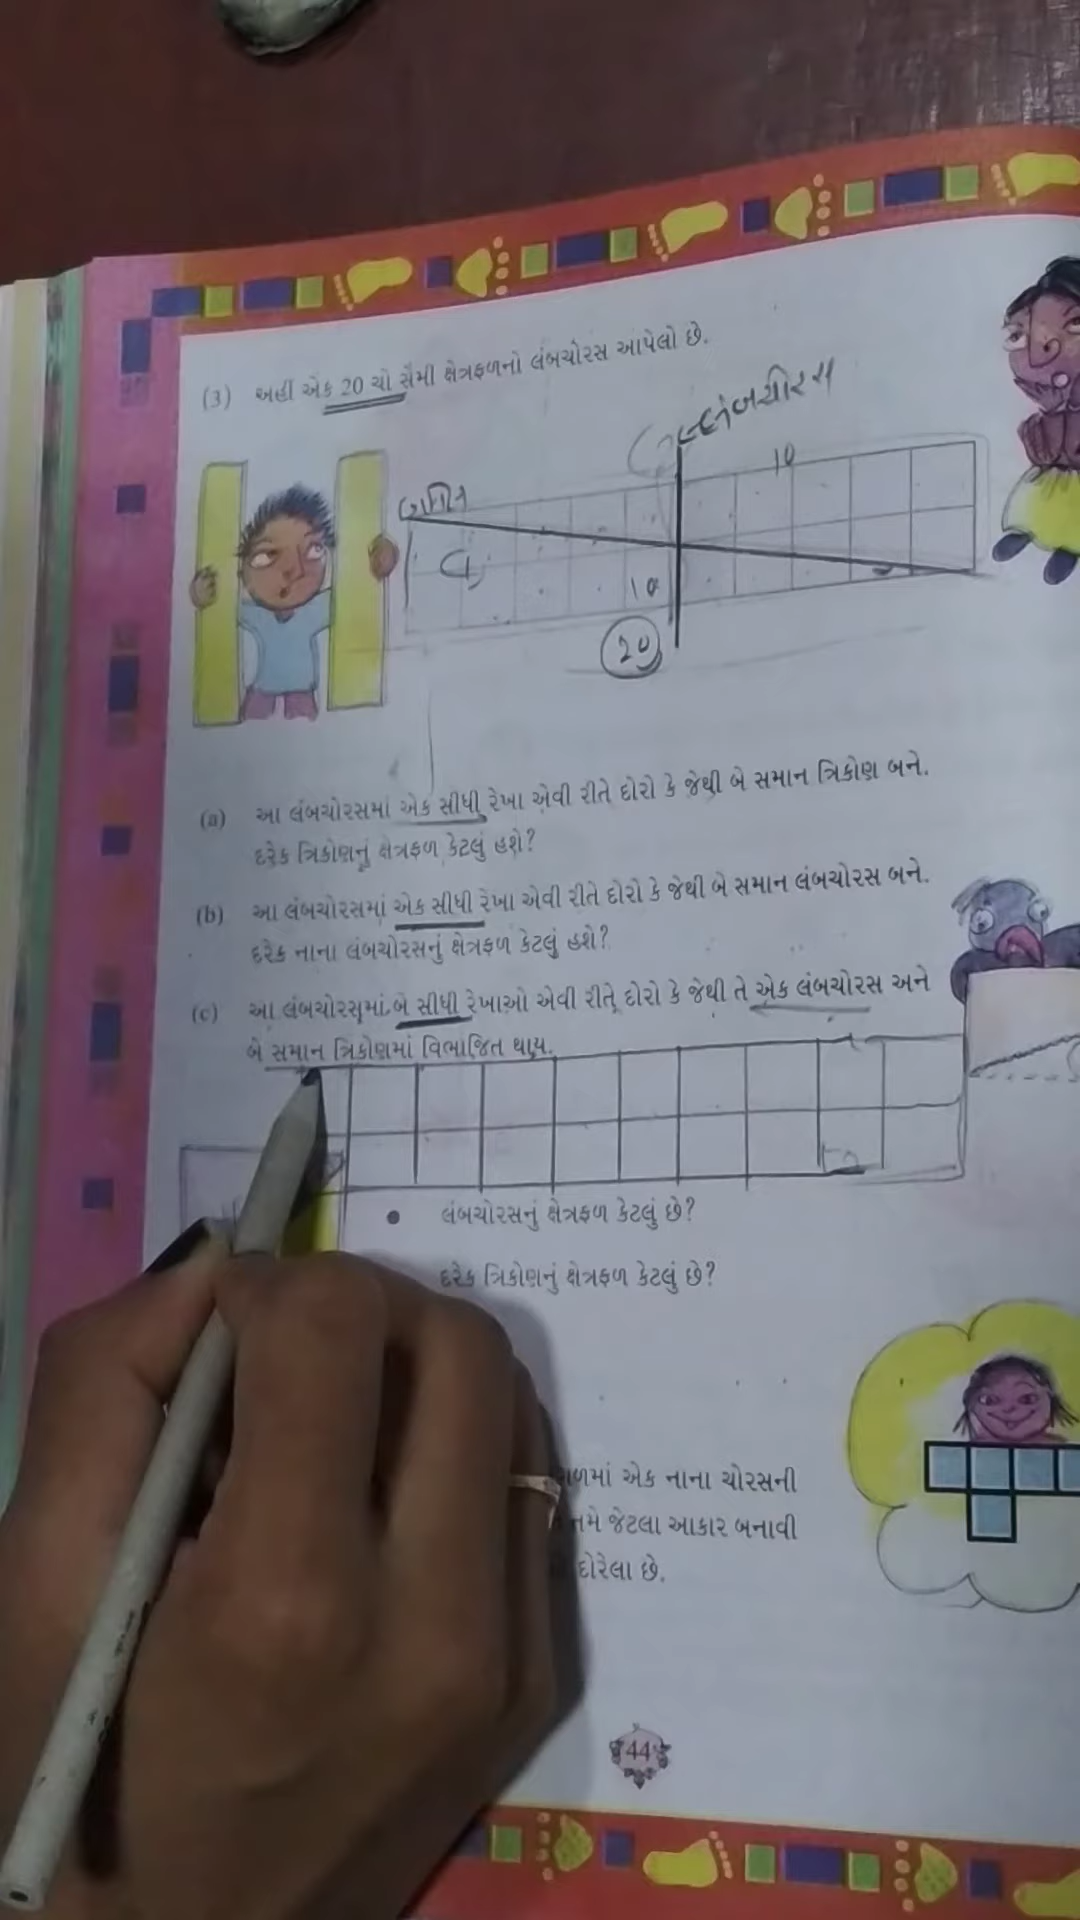 (3) અહીં એક 20 ચો સેમી ક્ષેત્રફળનો લંબચોરસ આપેલો છે.
લંબચોરસ
10
10
20
(a) આ લંબચોરસમાં એક સીધી રેખા એવી રીતે દોરો કે જેથી બે સમાન ત્રિકોણ બને.
દરેક ત્રિકોણનું ક્ષેત્રફળ કેટલું હશે?
(b) આ લંબચોરસમાં એક સીધી રેખા એવી રીતે દોરો કે જેથી બે સમાન લંબચોરસ બને.
દરેક નાના લંબચોરસનું ક્ષેત્રફળ કેટલું હશે?
(c) આ લંબચોરસમાં બે સીધી રેખાઓ એવી રીતે દોરો કે જેથી તે એક લંબચોરસ અને
બે સમાન ત્રિકોણમાં વિભાજિત થાય.
• લંબચોરસનું ક્ષેત્રફળ કેટલું છે?
દરેક ત્રિકોણનું ક્ષેત્રફળ કેટલું છે?
એક નાના ચોરસની
તમે જેટલા આકાર બનાવી
દોરેલા છે.
44